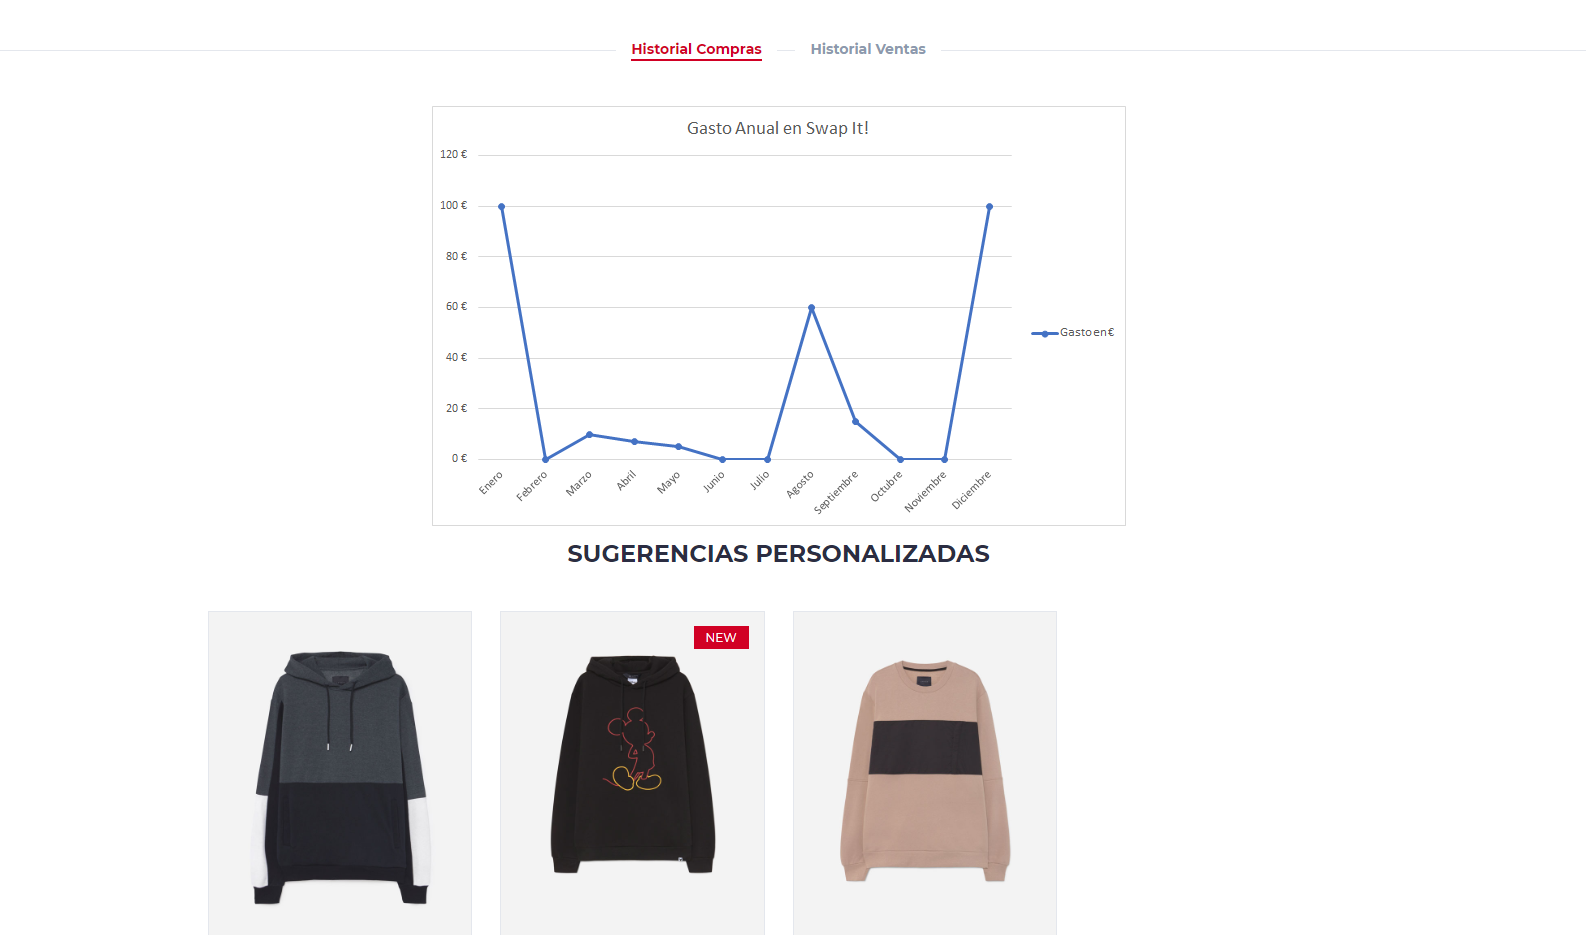 Historial Compras
Historial Ventas
Gasto Anual en Swap It!
120 €
100 €
80 €
60 €
40 €
20 €
0 €
Enero
Febrero
Marzo
Abril
Mayo
Junio
Julio
Agosto
Septiembre
Octubre
Noviembre
Diciembre
Gasto en €
SUGERENCIAS PERSONALIZADAS
NEW